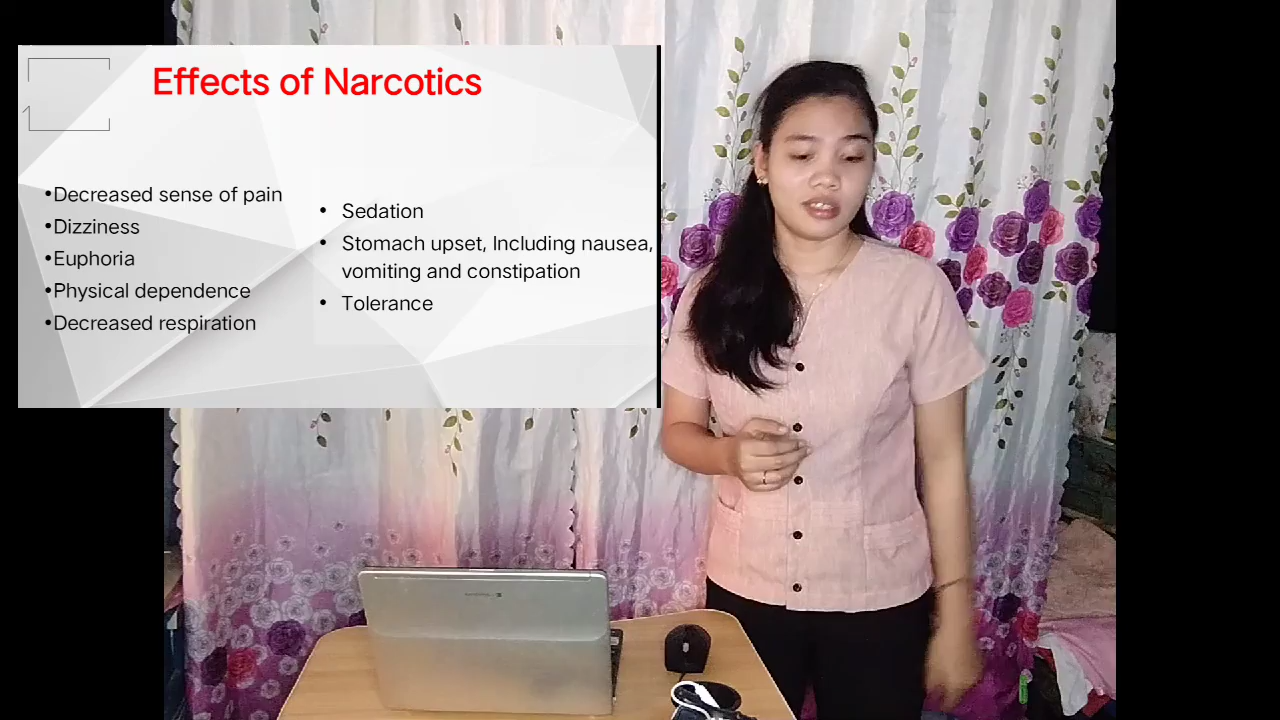 Effects of Narcotics
•Decreased sense of pain
•Dizziness
•Euphoria
•Physical dependence
•Decreased respiration
• Sedation
• Stomach upset, Including nausea,
vomiting and constipation
• Tolerance